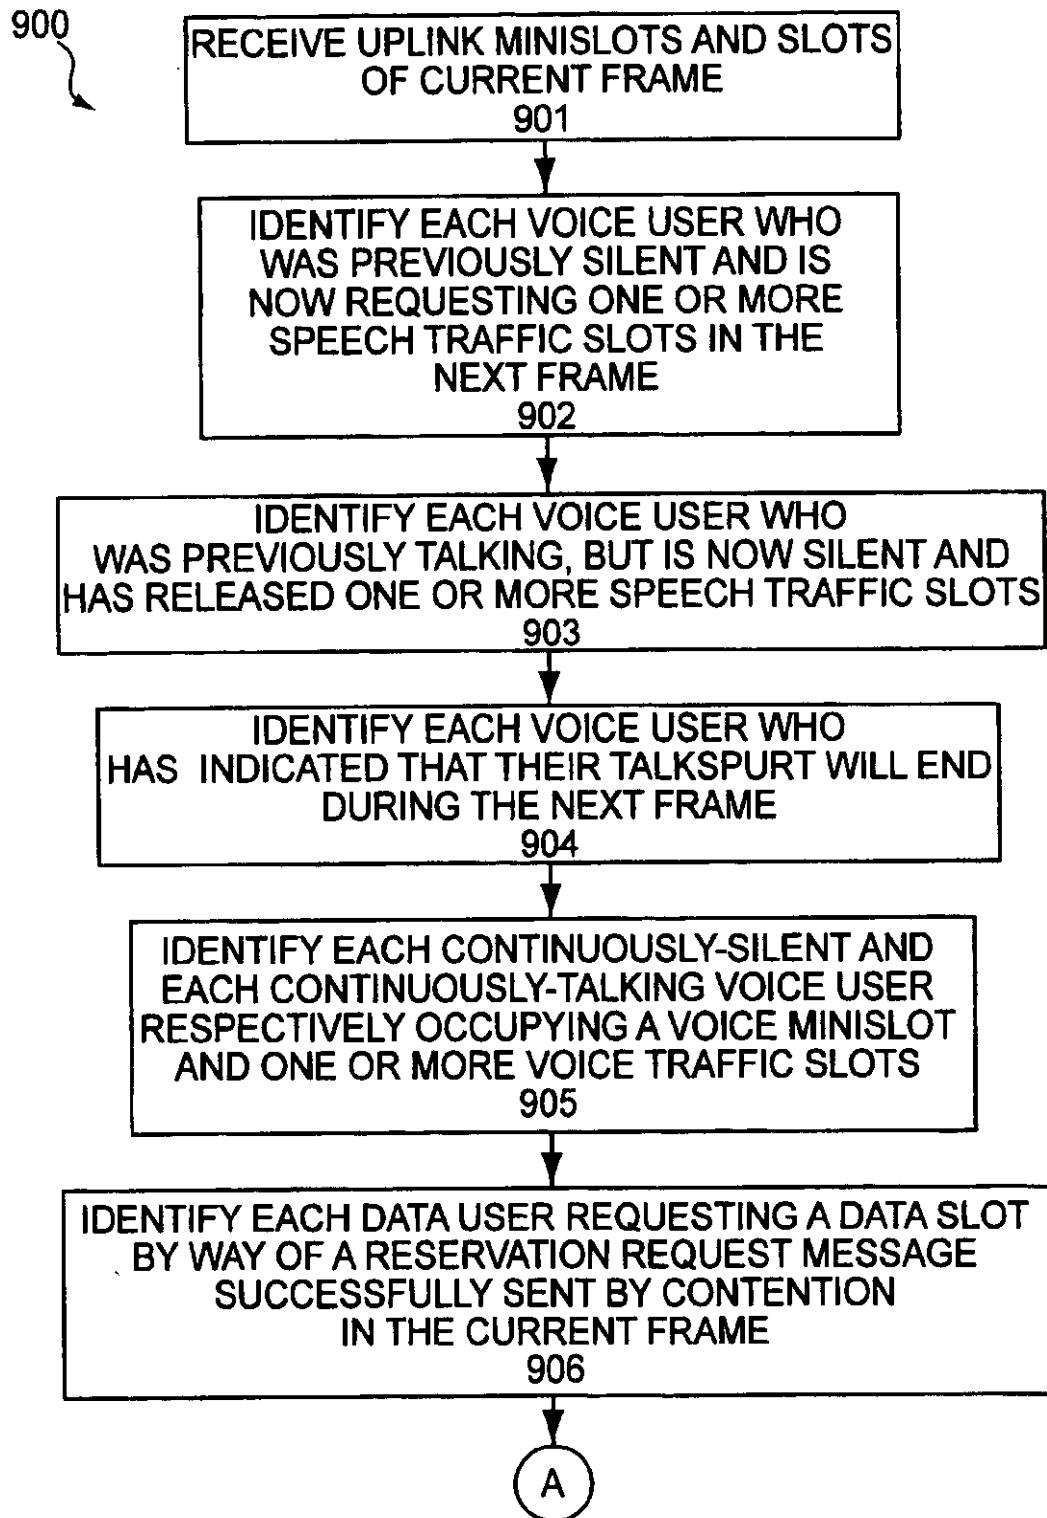 900
RECEIVE UPLINK MINISLOTS AND SLOTS
OF CURRENT FRAME
901
IDENTIFY EACH VOICE USER WHO
WAS PREVIOUSLY SILENT AND IS
NOW REQUESTING ONE OR MORE
SPEECH TRAFFIC SLOTS IN THE
NEXT FRAME
902
IDENTIFY EACH VOICE USER WHO
WAS PREVIOUSLY TALKING, BUT IS NOW SILENT AND
HAS RELEASED ONE OR MORE SPEECH TRAFFIC SLOTS
903
IDENTIFY EACH VOICE USER WHO
HAS INDICATED THAT THEIR TALKSPURT WILL END
DURING THE NEXT FRAME
904
IDENTIFY EACH CONTINUOUSLY-SILENT AND
EACH CONTINUOUSLY-TALKING VOICE USER
RESPECTIVELY OCCUPYING A VOICE MINISLOT
AND ONE OR MORE VOICE TRAFFIC SLOTS
905
IDENTIFY EACH DATA USER REQUESTING A DATA SLOT
BY WAY OF A RESERVATION REQUEST MESSAGE
SUCCESSFULLY SENT BY CONTENTION
IN THE CURRENT FRAME
906
A